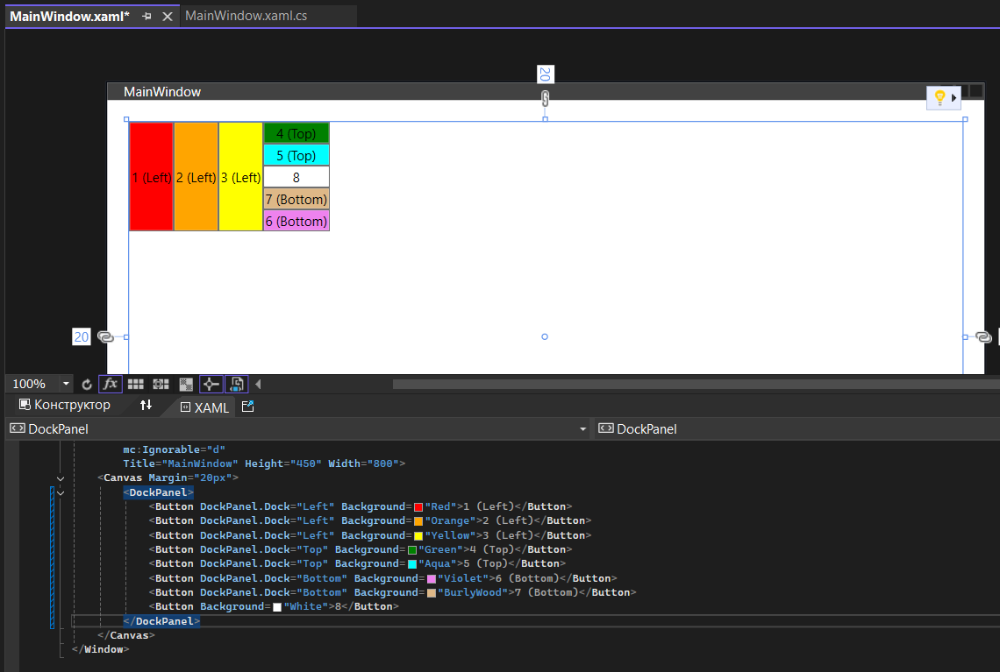 MainWindow.xaml* MainWindow.xaml.cs
20
MainWindow
1 (Left) 2 (Left) 3 (Left) 4 (Top)
5 (Top)
8
7 (Bottom)
6 (Bottom)
20
100% fx
Конструктор XAML
DockPanel DockPanel
mc:Ignorable="d"
Title="MainWindow" Height="450" Width="800">
<Canvas Margin="20px">
<DockPanel>
<Button DockPanel.Dock="Left" Background="Red">1 (Left)</Button>
<Button DockPanel.Dock="Left" Background="Orange">2 (Left)</Button>
<Button DockPanel.Dock="Left" Background="Yellow">3 (Left)</Button>
<Button DockPanel.Dock="Top" Background="Green">4 (Top)</Button>
<Button DockPanel.Dock="Top" Background="Aqua">5 (Top)</Button>
<Button DockPanel.Dock="Bottom" Background="Violet">6 (Bottom)</Button>
<Button DockPanel.Dock="Bottom" Background="BurlyWood">7 (Bottom)</Button>
<Button Background="White">8</Button>
</DockPanel>
</Canvas>
</Window>